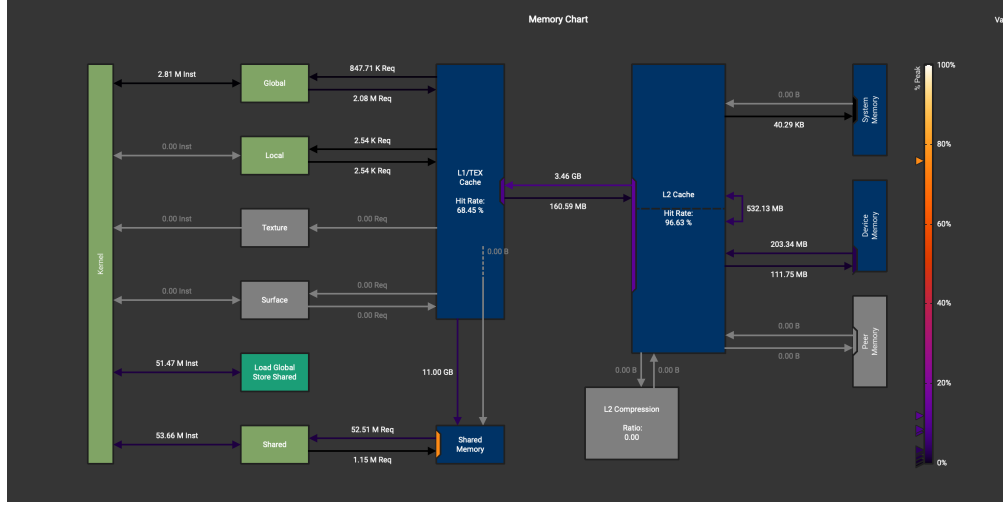 Memory Chart
Va
2.81 M Inst
Global
847.71 K Req
2.08 M Req
0.00 Inst
Local
2.54 K Req
2.54 K Req
0.00 Inst
Texture
0.00 Req
0.00 Inst
Surface
0.00 Req
0.00 Req
Kernel
51.47 M Inst
Load Global
Store Shared
53.66 M Inst
Shared
52.51 M Req
1.15 M Req
L1/TEX
Cache
Hit Rate:
68.45 %
0.00 B
11.00 GB
Shared
Memory
3.46 GB
160.59 MB
L2 Cache
Hit Rate:
96.63 %
532.13 MB
0.00 B
0.00 B
L2 Compression
Ratio:
0.00
0.00 B
40.29 KB
System
Memory
203.34 MB
111.75 MB
Device
Memory
0.00 B
0.00 B
Peer
Memory
% Peak
100%
80%
60%
40%
20%
0%